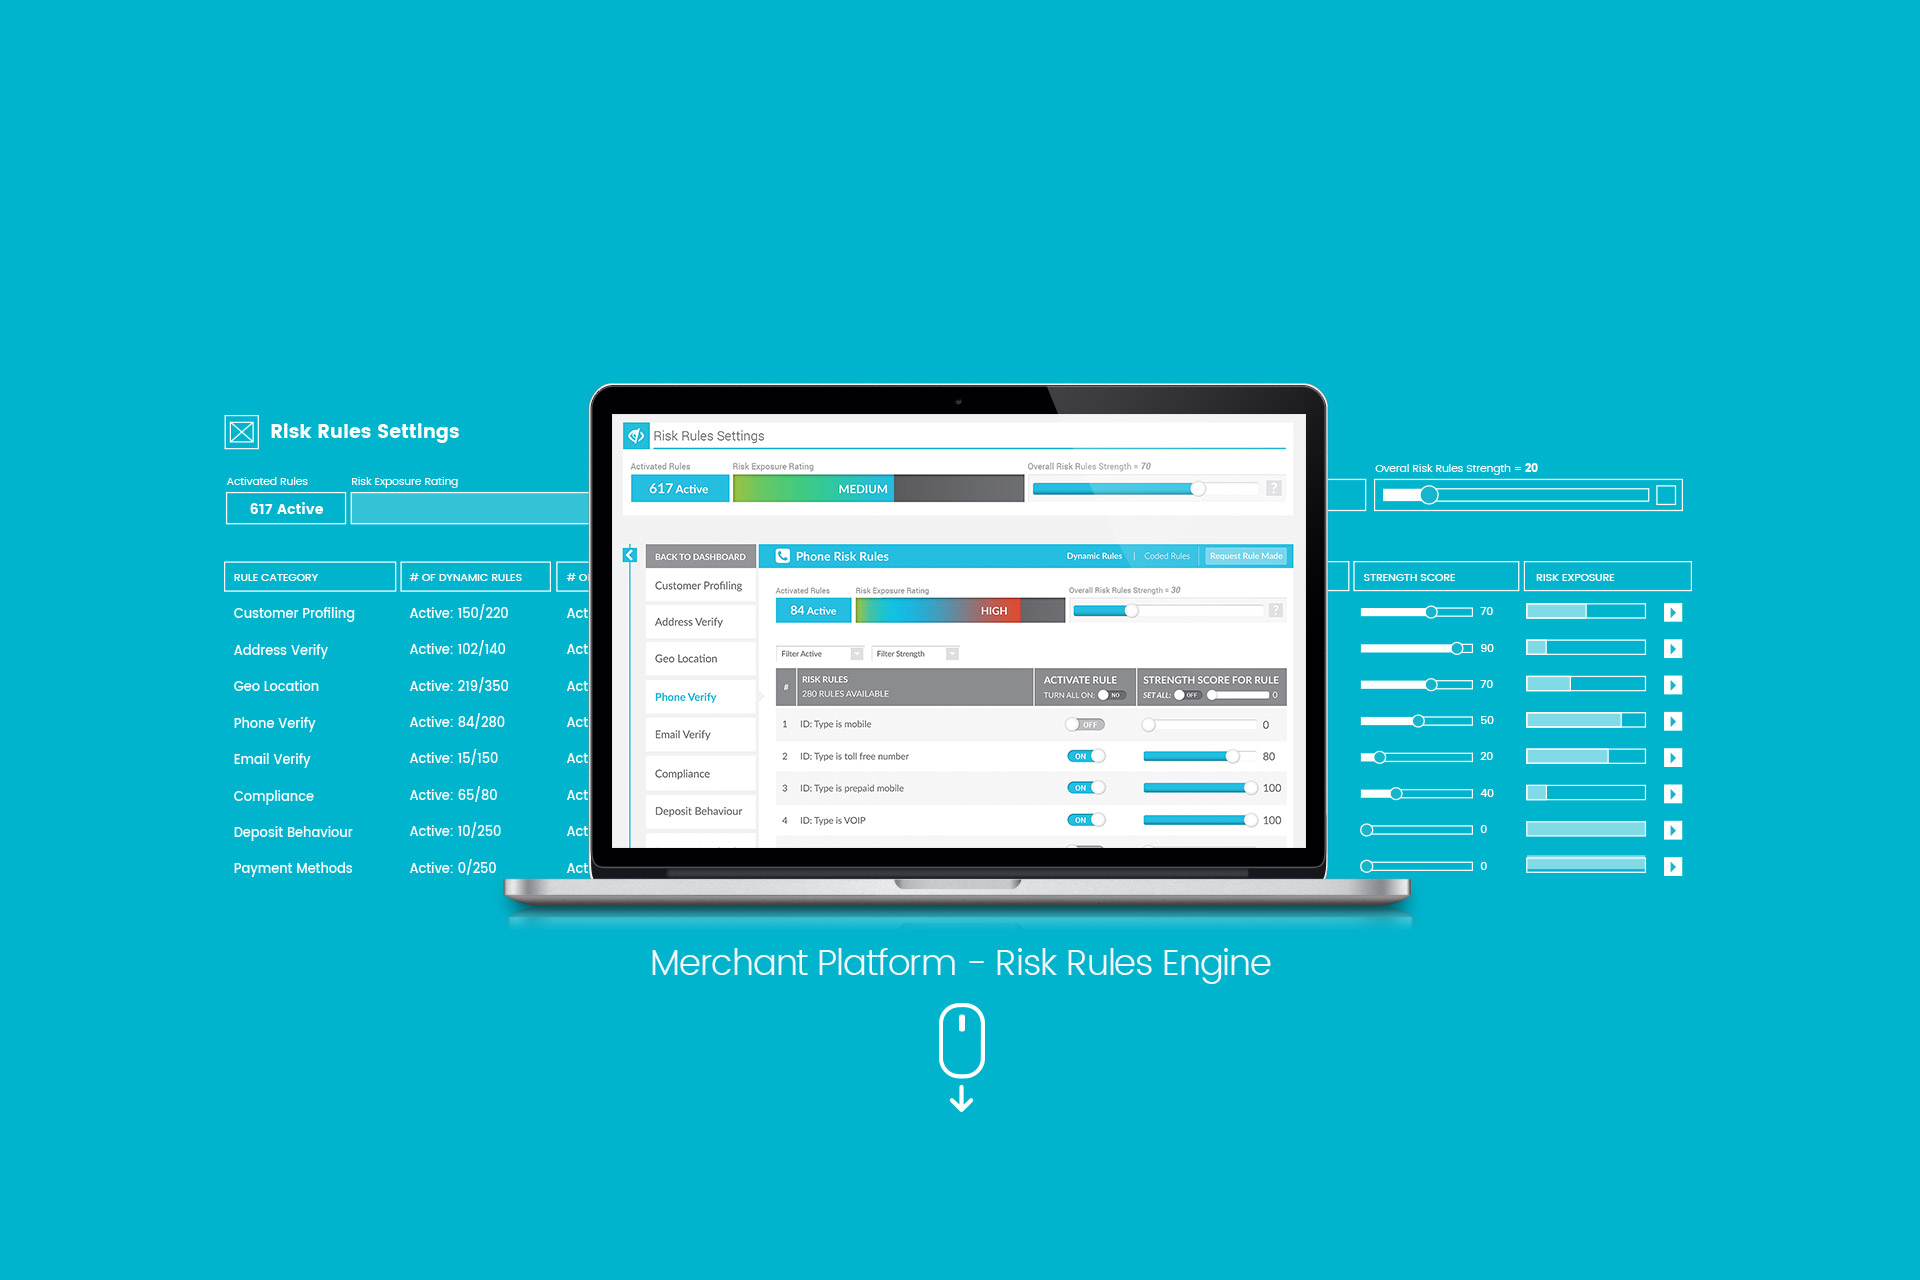 Risk Rules Settings
Activated Rules
Risk Exposure Rating
617 Active
Overal Risk Rules Strength = 20
RULE CATEGORY
# OF DYNAMIC RULES
# O
STRENGTH SCORE
RISK EXPOSURE
Customer Profiling Active: 150/220 Act 70
Address Verify Active: 102/140 Act 90
Geo Location Active: 219/350 Act 70
Phone Verify Active: 84/280 Act 50
Email Verify Active: 15/150 Act 20
Compliance Active: 65/80 Act 40
Deposit Behaviour Active: 10/250 Act 0
Payment Methods Active: 0/250 Act 0
Risk Rules Settings
Activated Rules
Risk Exposure Rating
Overall Risk Rules Strength = 70
617 Active
MEDIUM
?
BACK TO DASHBOARD
Customer Profiling
Address Verify
Geo Location
Phone Verify
Email Verify
Compliance
Deposit Behaviour
Phone Risk Rules
Dynamic Rules | Coded Rules
Request Rule Made
Activated Rules
Risk Exposure Rating
Overall Risk Rules Strength = 30
84 Active
HIGH
?
Filter Active
Filter Strength
#
RISK RULES
280 RULES AVAILABLE
ACTIVATE RULE
TURN ALL ON: NO
STRENGTH SCORE FOR RULE
SET ALL: OFF 0
1 ID: Type is mobile OFF 0
2 ID: Type is toll free number ON 80
3 ID: Type is prepaid mobile ON 100
4 ID: Type is VOIP ON 100
Merchant Platform - Risk Rules Engine